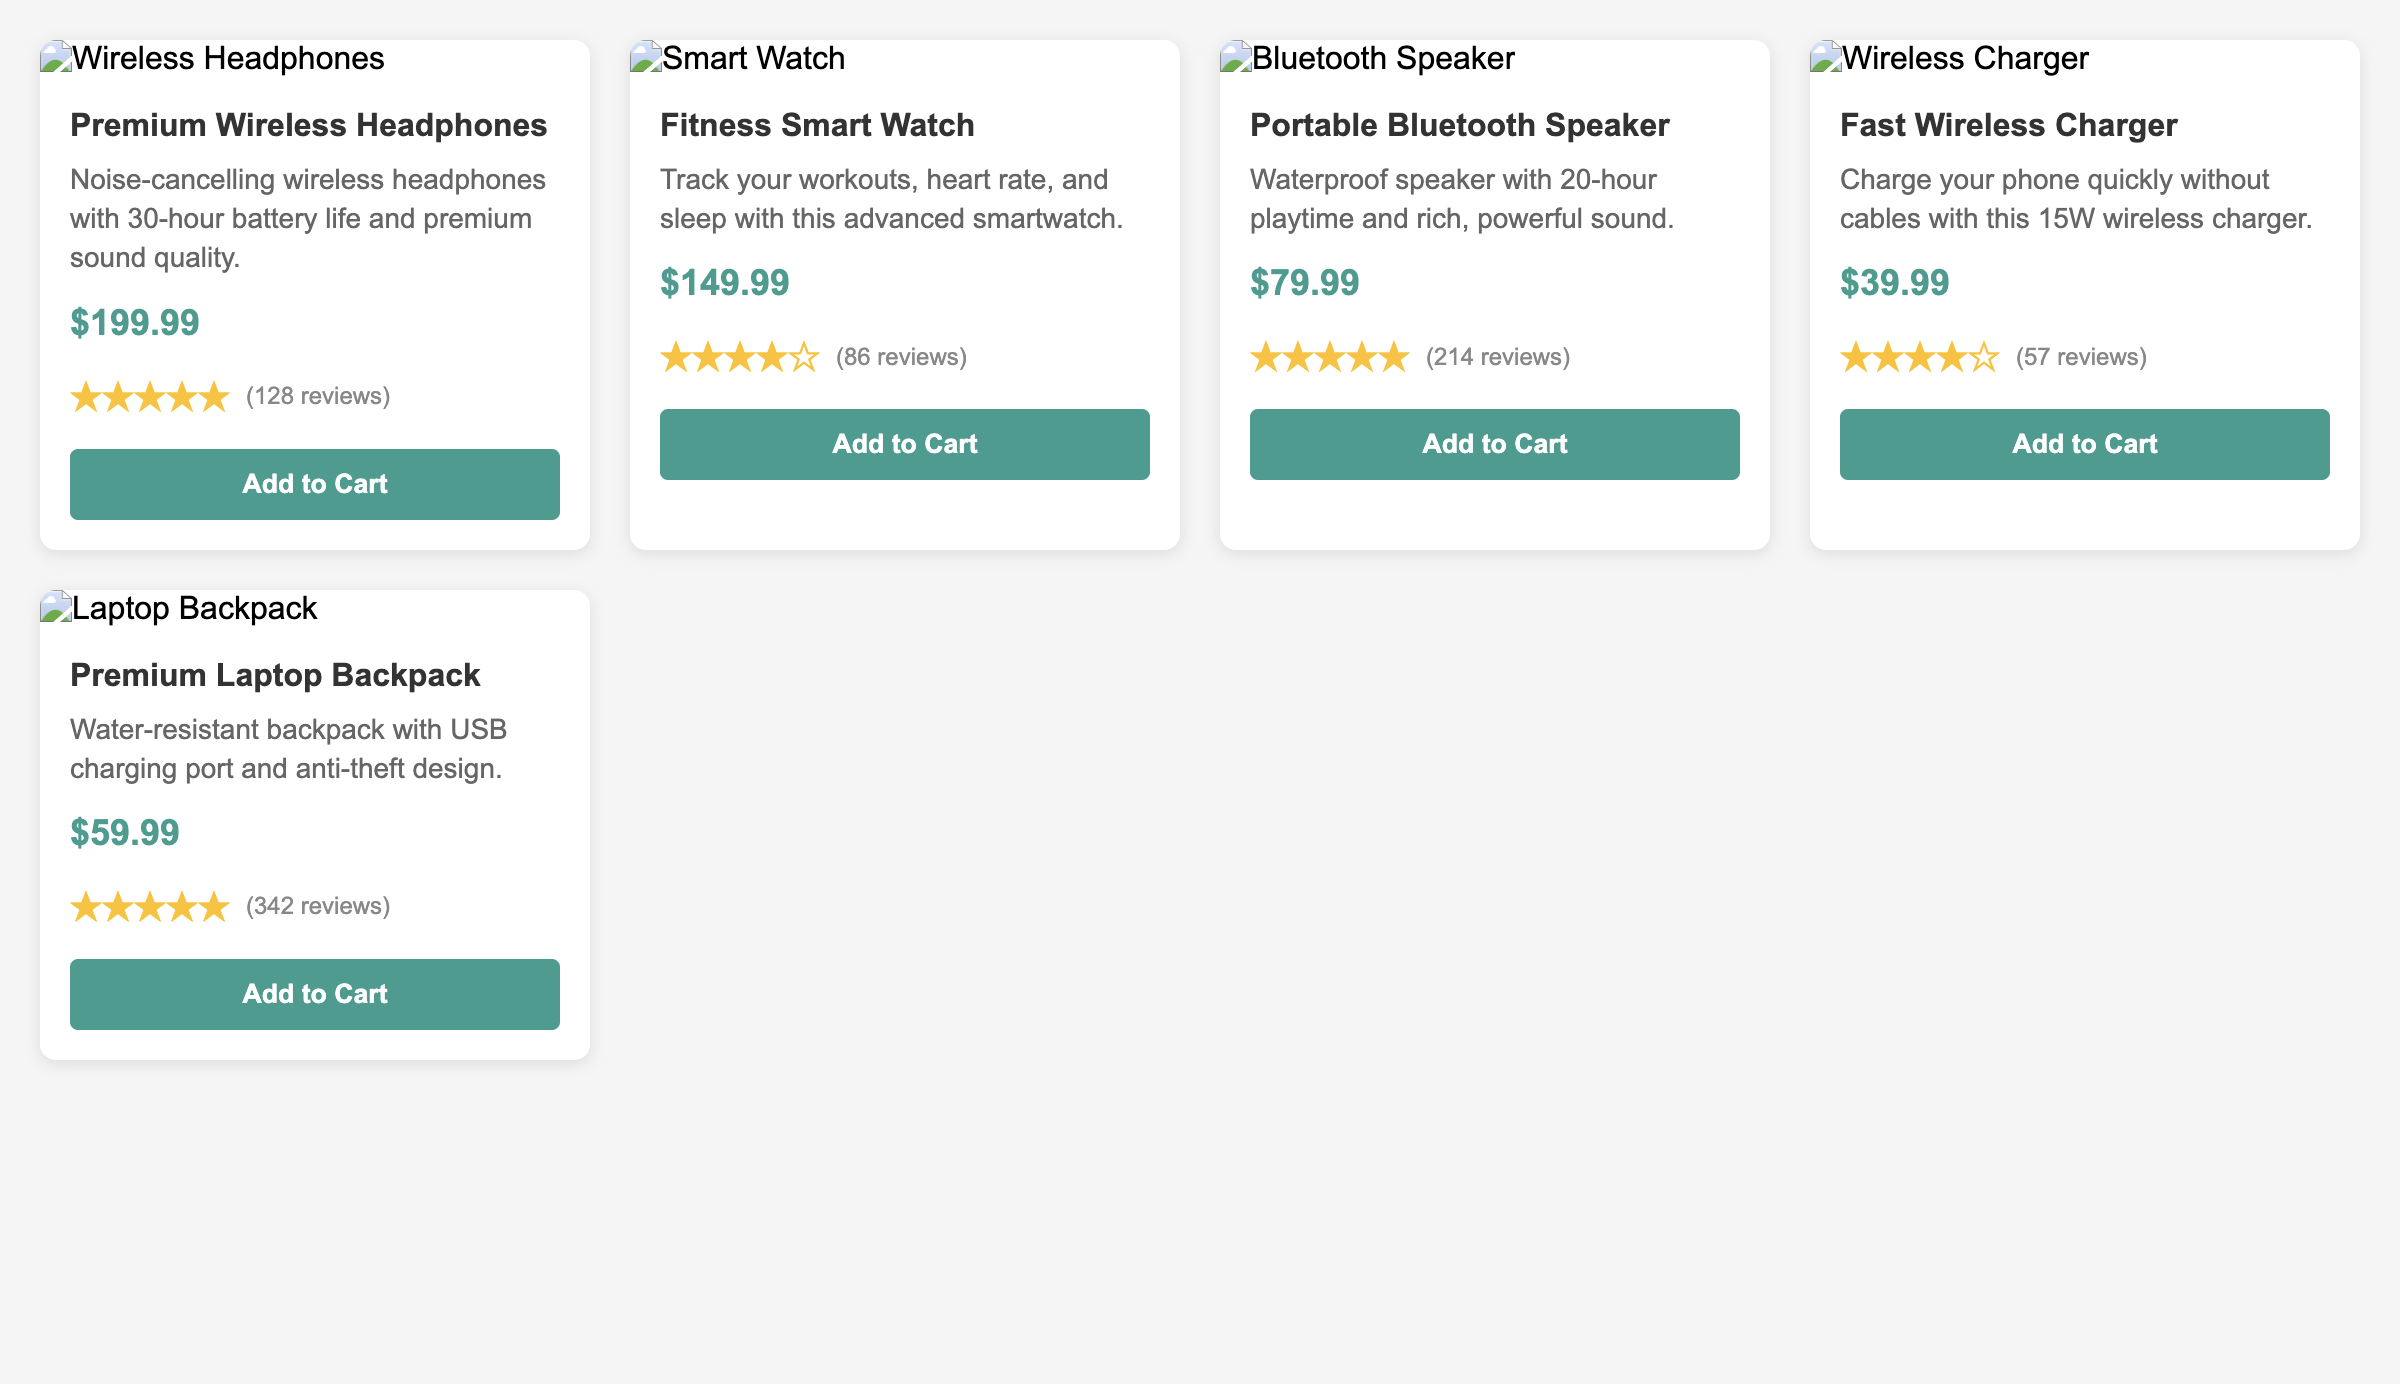 Wireless Headphones
Premium Wireless Headphones
Noise-cancelling wireless headphones
with 30-hour battery life and premium
sound quality.
$199.99
★★★★★ (128 reviews)
Add to Cart
Smart Watch
Fitness Smart Watch
Track your workouts, heart rate, and
sleep with this advanced smartwatch.
$149.99
★★★★☆ (86 reviews)
Add to Cart
Bluetooth Speaker
Portable Bluetooth Speaker
Waterproof speaker with 20-hour
playtime and rich, powerful sound.
$79.99
★★★★★ (214 reviews)
Add to Cart
Wireless Charger
Fast Wireless Charger
Charge your phone quickly without
cables with this 15W wireless charger.
$39.99
★★★★☆ (57 reviews)
Add to Cart
Laptop Backpack
Premium Laptop Backpack
Water-resistant backpack with USB
charging port and anti-theft design.
$59.99
★★★★★ (342 reviews)
Add to Cart